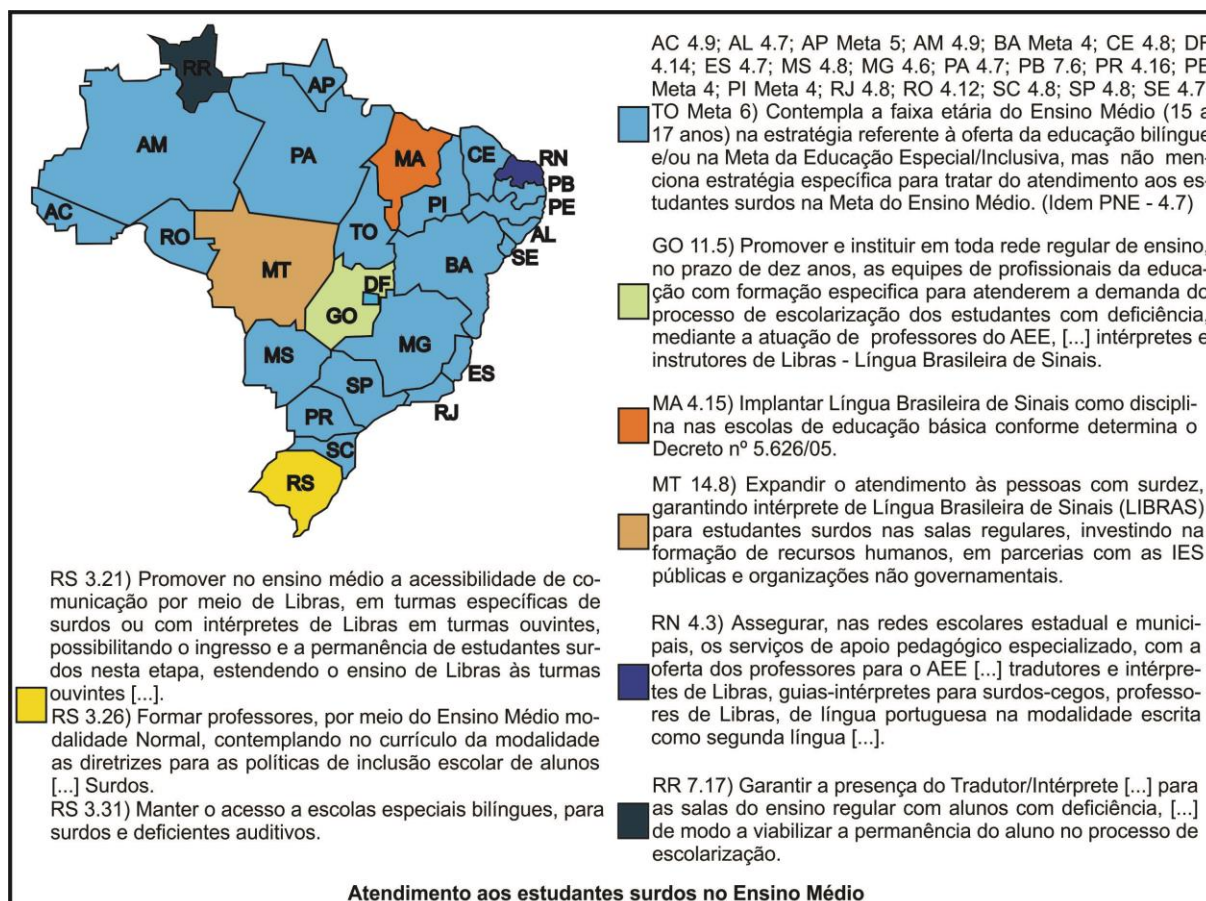 RR
AP
AM
PA
MA
CE
RN
PB
PE
PI
AC
AL
TO
RO
SE
BA
MT
DF
GO
MG
MS
ES
SP
RJ
PR
SC
RS
RS 3.21) Promover no ensino médio a acessibilidade de co-
municação por meio de Libras, em turmas específicas de
surdos ou com intérpretes de Libras em turmas ouvintes,
possibilitando o ingresso e a permanência de estudantes sur-
dos nesta etapa, estendendo o ensino de Libras às turmas
ouvintes [...].
RS 3.26) Formar professores, por meio do Ensino Médio mo-
dalidade Normal, contemplando no currículo da modalidade
as diretrizes para as políticas de inclusão escolar de alunos
[...] Surdos.
RS 3.31) Manter o acesso a escolas especiais bilíngues, para
surdos e deficientes auditivos.
AC 4.9; AL 4.7; AP Meta 5; AM 4.9; BA Meta 4; CE 4.8; DF
4.14; ES 4.7; MS 4.8; MG 4.6; PA 4.7; PB 7.6; PR 4.16; PE
Meta 4; PI Meta 4; RJ 4.8; RO 4.12; SC 4.8; SP 4.8; SE 4.7
TO Meta 6) Contempla a faixa etária do Ensino Médio (15 a
17 anos) na estratégia referente à oferta da educação bilíngue
e/ou na Meta da Educação Especial/Inclusiva, mas não men-
ciona estratégia específica para tratar do atendimento aos es-
tudantes surdos na Meta do Ensino Médio. (Idem PNE - 4.7)
GO 11.5) Promover e instituir em toda rede regular de ensino,
no prazo de dez anos, as equipes de profissionais da educa-
ção com formação especifica para atenderem a demanda do
processo de escolarização dos estudantes com deficiência,
mediante a atuação de professores do AEE, [...] intérpretes e
instrutores de Libras - Língua Brasileira de Sinais.
MA 4.15) Implantar Língua Brasileira de Sinais como discipli-
na nas escolas de educação básica conforme determina o
Decreto nº 5.626/05.
MT 14.8) Expandir o atendimento às pessoas com surdez,
garantindo intérprete de Língua Brasileira de Sinais (LIBRAS)
para estudantes surdos nas salas regulares, investindo na
formação de recursos humanos, em parcerias com as IES
públicas e organizações não governamentais.
RN 4.3) Assegurar, nas redes escolares estadual e munici-
pais, os serviços de apoio pedagógico especializado, com a
oferta dos professores para o AEE [...] tradutores e intérpre-
tes de Libras, guias-intérpretes para surdos-cegos, professo-
res de Libras, de língua portuguesa na modalidade escrita
como segunda língua [...].
RR 7.17) Garantir a presença do Tradutor/Intérprete [...] para
as salas do ensino regular com alunos com deficiência, [...]
de modo a viabilizar a permanência do aluno no processo de
escolarização.
Atendimento aos estudantes surdos no Ensino Médio